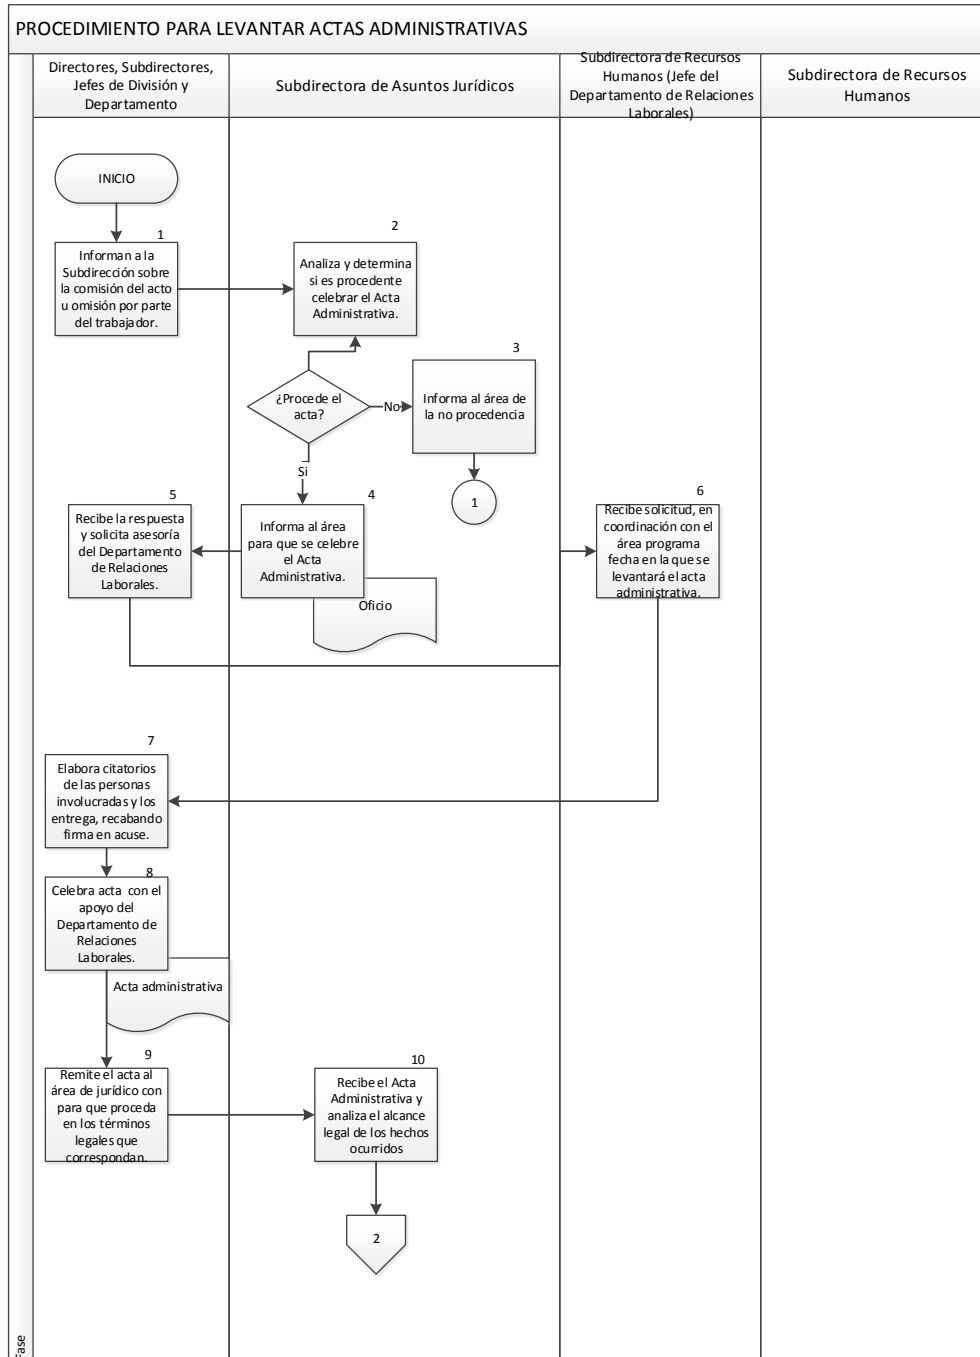 PROCEDIMIENTO PARA LEVANTAR ACTAS ADMINISTRATIVAS
Directores, Subdirectores,
Jefes de División y
Departamento
Subdirectora de Asuntos Jurídicos
Subdirectora de Recursos
Humanos (Jefe del
Departamento de Relaciones
Laborales)
Subdirectora de Recursos
Humanos
INICIO
1
Informan a la
Subdirección sobre
la comisión del acto
u omisión por parte
del trabajador.
2
Analiza y determina
si es procedente
celebrar el Acta
Administrativa.
3
Informa al área de
la no procedencia
¿Procede el
acta?
No
Si
1
4
Informa al área
para que se celebre
el Acta
Administrativa.
Oficio
5
Recibe la respuesta
y solicita asesoría
del Departamento
de Relaciones
Laborales.
6
Recibe solicitud, en
coordinación con el
área programa
fecha en la que se
levantará el acta
administrativa.
7
Elabora citatorios
de las personas
involucradas y los
entrega, recabando
firma en acuse.
8
Celebra acta con el
apoyo del
Departamento de
Relaciones
Laborales.
Acta administrativa
9
Remite el acta al
área de jurídico con
para que proceda
en los términos
legales que
correspondan.
10
Recibe el Acta
Administrativa y
analiza el alcance
legal de los hechos
ocurridos
2
Fase